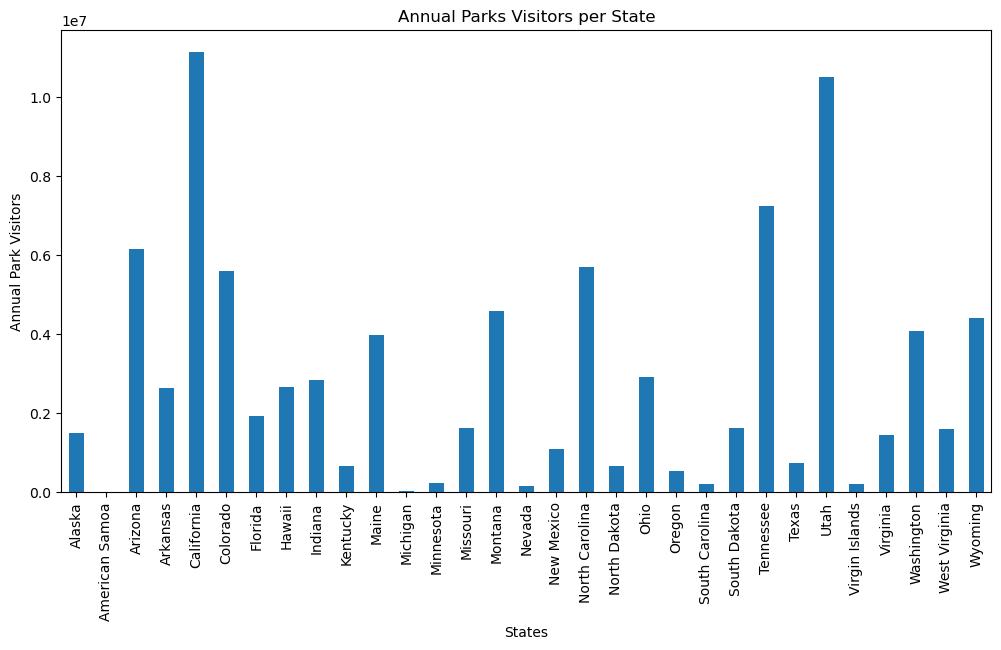 Annual Parks Visitors per State
1e7
1.0
0.8
0.6
0.4
0.2
0.0
Annual Park Visitors
Alaska
American Samoa
Arizona
Arkansas
California
Colorado
Florida
Hawaii
Indiana
Kentucky
Maine
Michigan
Minnesota
Missouri
Montana
Nevada
New Mexico
North Carolina
North Dakota
Ohio
Oregon
South Carolina
South Dakota
Tennessee
Texas
Utah
Virgin Islands
Virginia
Washington
West Virginia
Wyoming
States